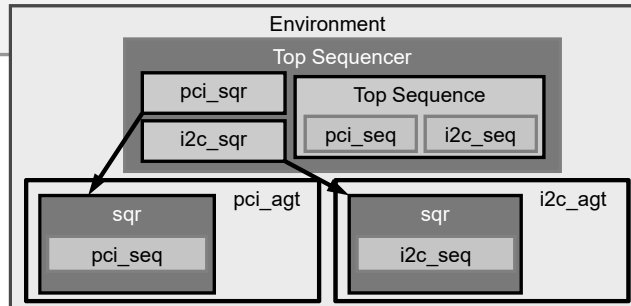 Environment
Top Sequencer
pci_sqr
Top Sequence
i2c_sqr
pci_seq
i2c_seq
pci_agt
sqr
pci_seq
i2c_agt
sqr
i2c_seq